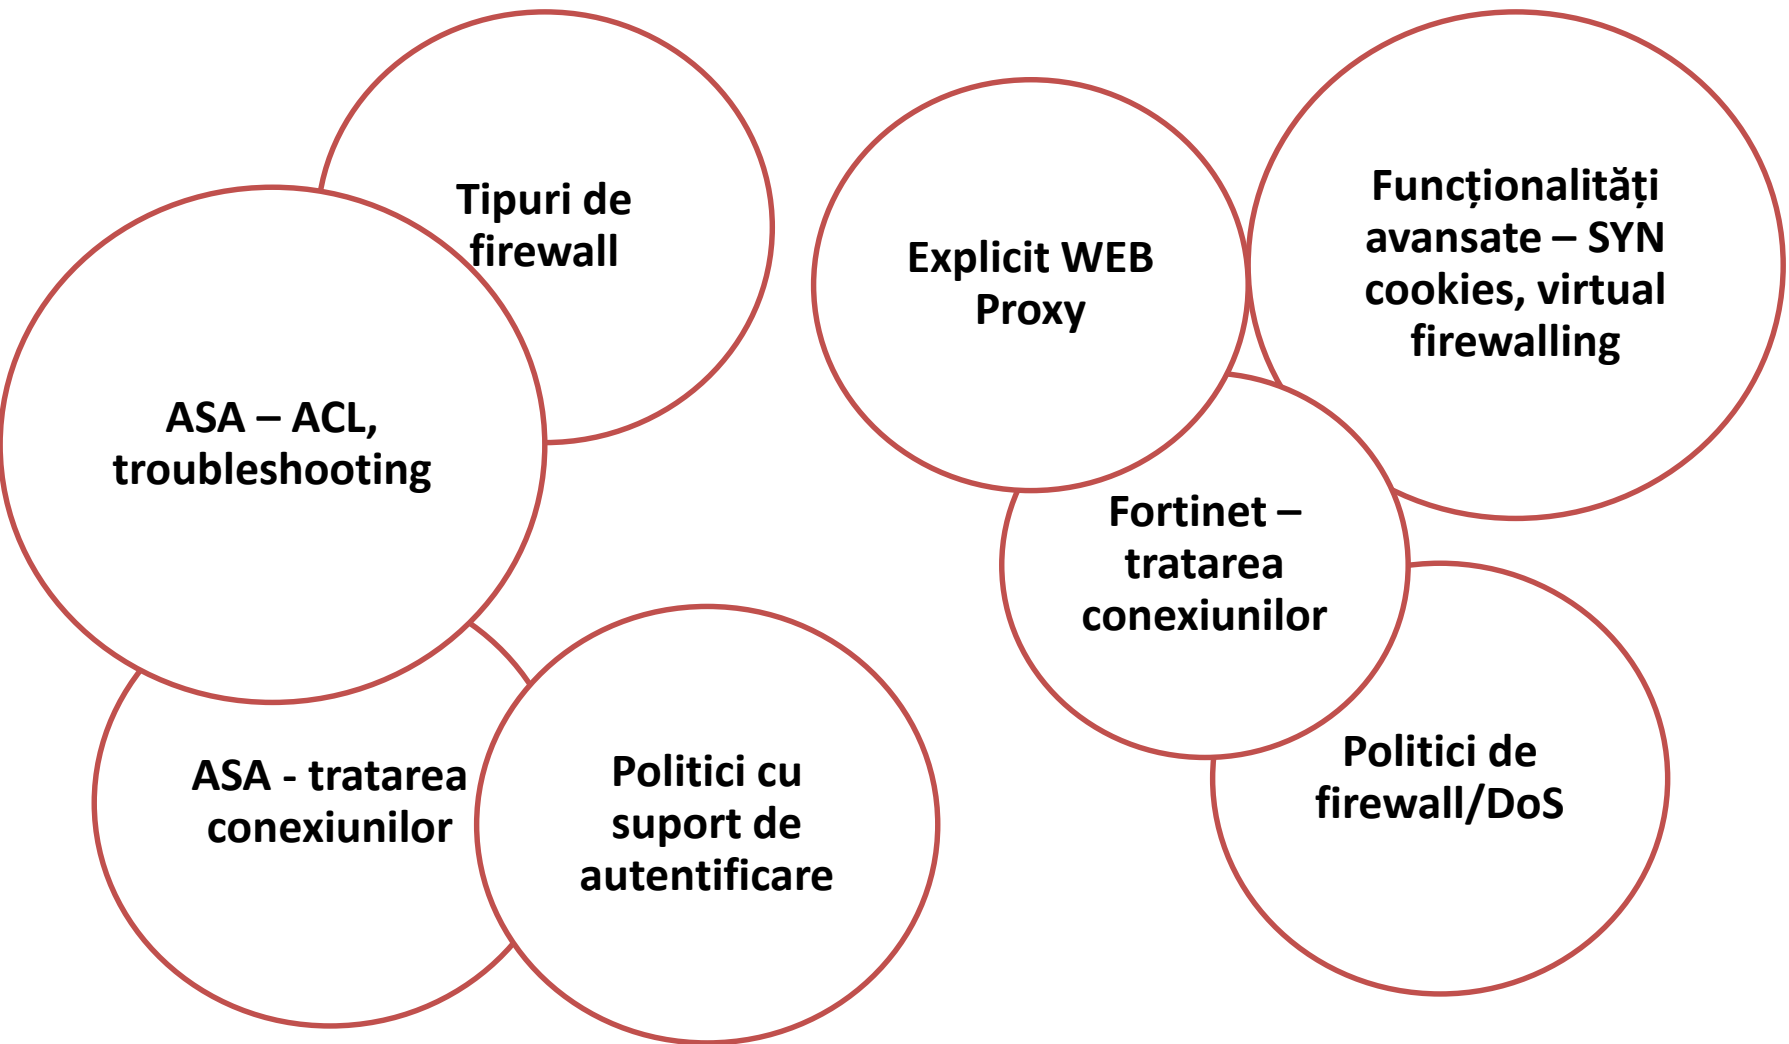 Tipuri de
firewall
ASA – ACL,
troubleshooting
ASA - tratarea
conexiunilor
Politici cu
suport de
autentificare
Explicit WEB
Proxy
Funcționalități
avansate – SYN
cookies, virtual
firewalling
Fortinet –
tratarea
conexiunilor
Politici de
firewall/DoS